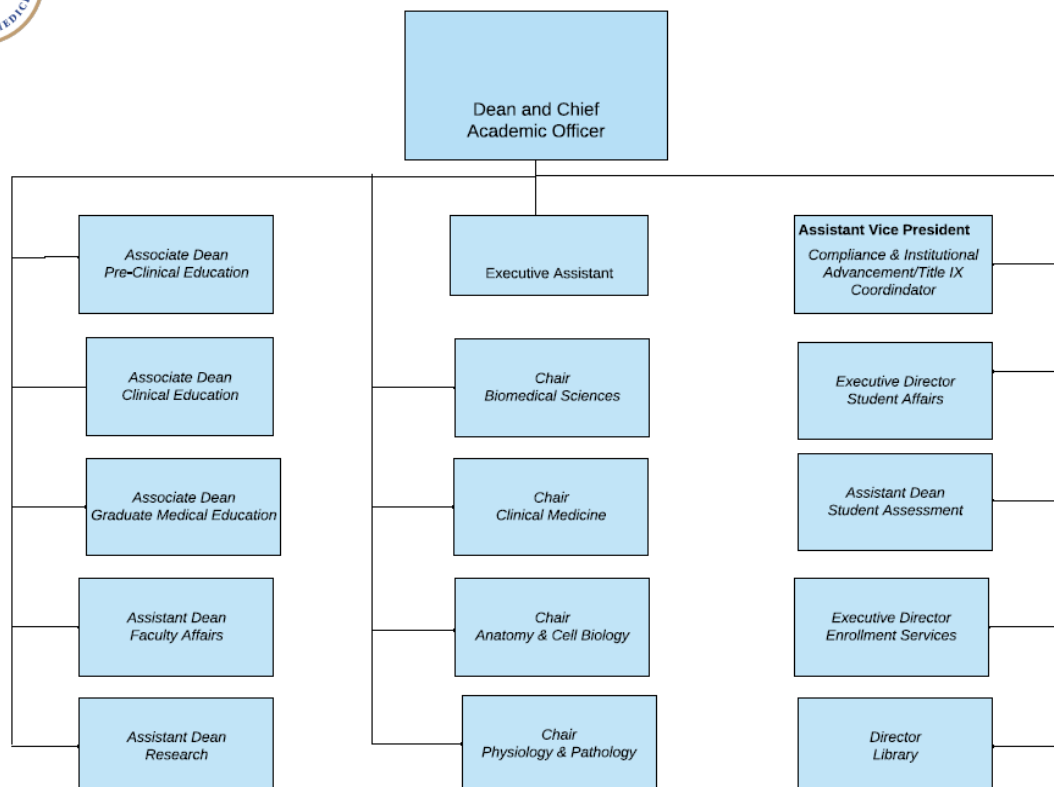 Dean and Chief
Academic Officer
Associate Dean
Pre-Clinical Education
Executive Assistant
Assistant Vice President
Compliance & Institutional
Advancement/Title IX
Coordindator
Associate Dean
Clinical Education
Chair
Biomedical Sciences
Executive Director
Student Affairs
Associate Dean
Graduate Medical Education
Chair
Clinical Medicine
Assistant Dean
Student Assessment
Assistant Dean
Faculty Affairs
Chair
Anatomy & Cell Biology
Executive Director
Enrollment Services
Assistant Dean
Research
Chair
Physiology & Pathology
Director
Library